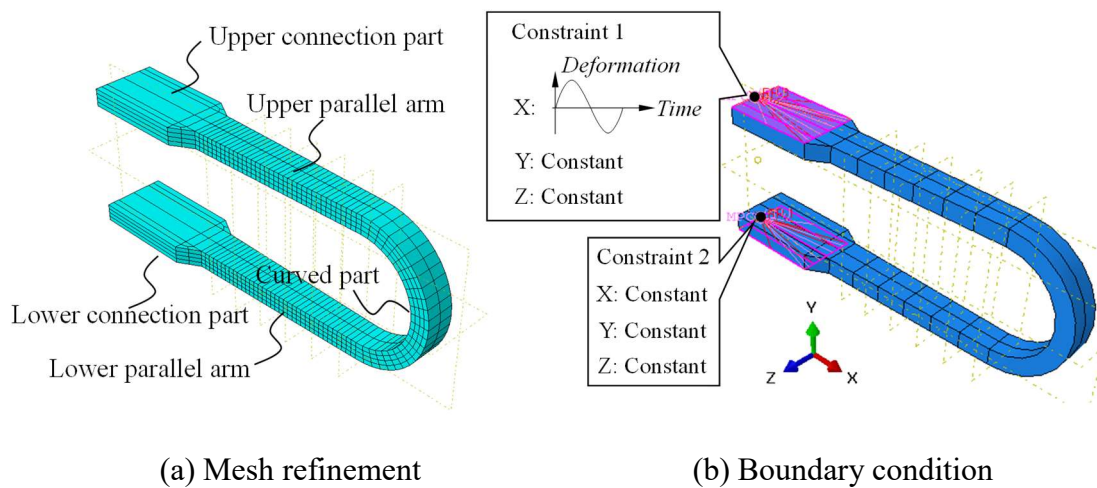 Upper connection part
Upper parallel arm
Curved part
Lower connection part
Lower parallel arm
Constraint 1
Deformation
X:
Time
Y: Constant
Z: Constant
Constraint 2
X: Constant
Y: Constant
Z: Constant
Y
Z
X
(a) Mesh refinement
(b) Boundary condition